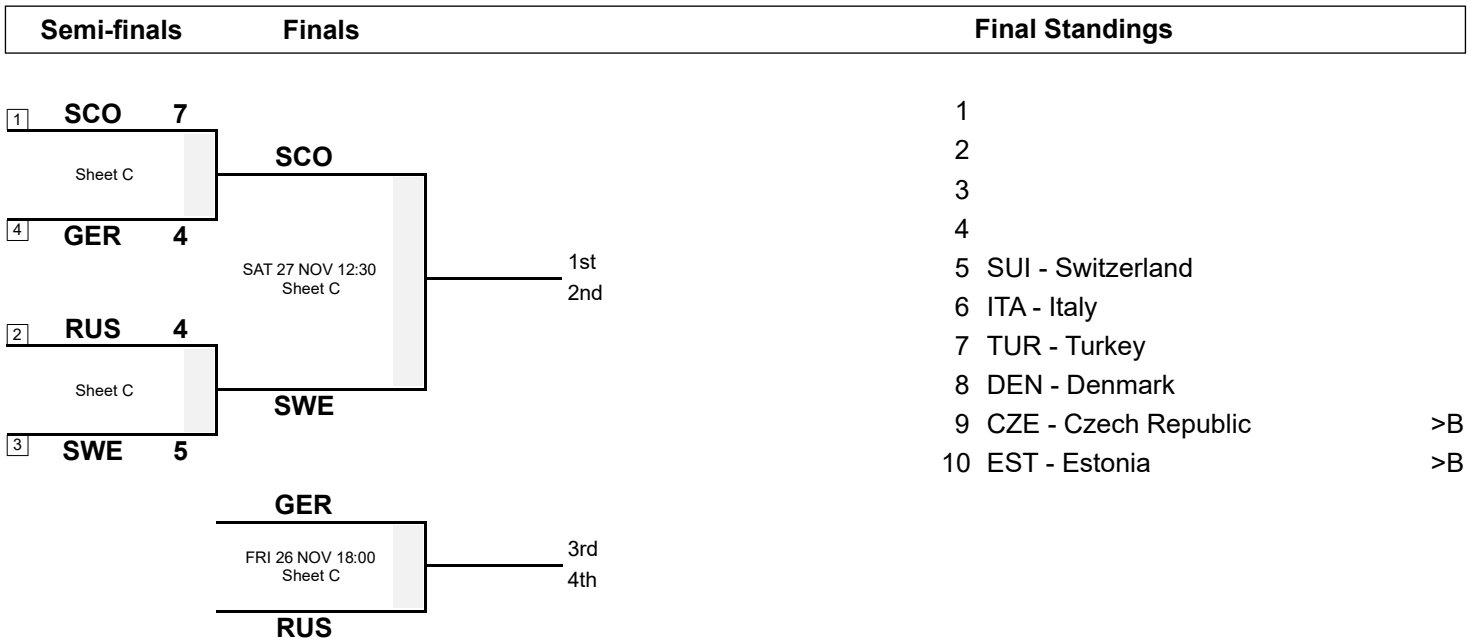 Semi-finals Finals Final Standings
1 SCO 7
Sheet C
4 GER 4
2 RUS 4
Sheet C
3 SWE 5
SCO
SAT 27 NOV 12:30
Sheet C
SWE
1st
2nd
GER
FRI 26 NOV 18:00
Sheet C
RUS
3rd
4th
1
2
3
4
5 SUI - Switzerland
6 ITA - Italy
7 TUR - Turkey
8 DEN - Denmark
9 CZE - Czech Republic >B
10 EST - Estonia >B